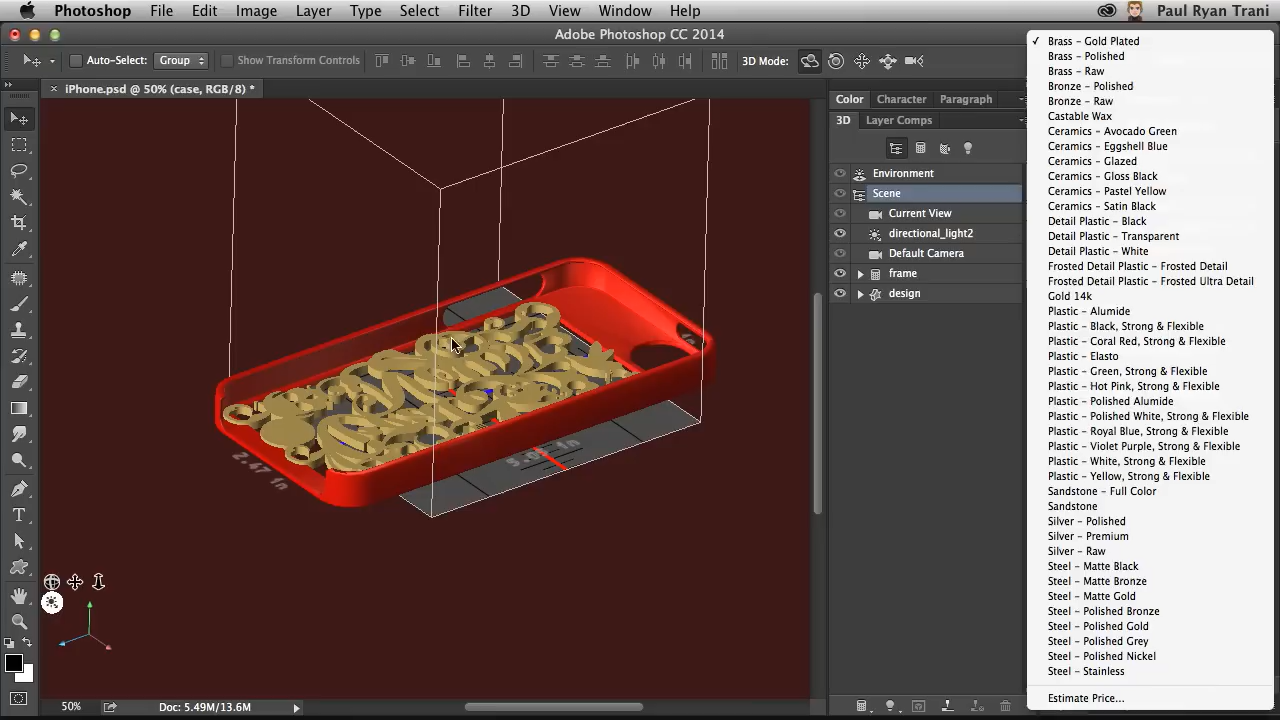 Photoshop File Edit Image Layer Type Select Filter 3D View Window Help Paul Ryan Trani
Adobe Photoshop CC 2014
Auto-Select: Group Show Transform Controls 3D Mode:
iPhone.psd @ 50% (case, RGB/8) *
Color Character Paragraph
3D Layer Comps
Environment
Scene
Current View
directional_light2
Default Camera
frame
design
✓ Brass - Gold Plated
Brass - Polished
Brass - Raw
Bronze - Polished
Bronze - Raw
Castable Wax
Ceramics - Avocado Green
Ceramics - Eggshell Blue
Ceramics - Glazed
Ceramics - Gloss Black
Ceramics - Pastel Yellow
Ceramics - Satin Black
Detail Plastic - Black
Detail Plastic - Transparent
Detail Plastic - White
Frosted Detail Plastic - Frosted Detail
Frosted Detail Plastic - Frosted Ultra Detail
Gold 14k
Plastic - Alumide
Plastic - Black, Strong & Flexible
Plastic - Coral Red, Strong & Flexible
Plastic - Elasto
Plastic - Green, Strong & Flexible
Plastic - Hot Pink, Strong & Flexible
Plastic - Polished Alumide
Plastic - Polished White, Strong & Flexible
Plastic - Royal Blue, Strong & Flexible
Plastic - Violet Purple, Strong & Flexible
Plastic - White, Strong & Flexible
Plastic - Yellow, Strong & Flexible
Sandstone - Full Color
Sandstone
Silver - Polished
Silver - Premium
Silver - Raw
Steel - Matte Black
Steel - Matte Bronze
Steel - Matte Gold
Steel - Polished Bronze
Steel - Polished Gold
Steel - Polished Grey
Steel - Polished Nickel
Steel - Stainless
Estimate Price...
2.47 in
in
50% Doc: 5.49M/13.6M